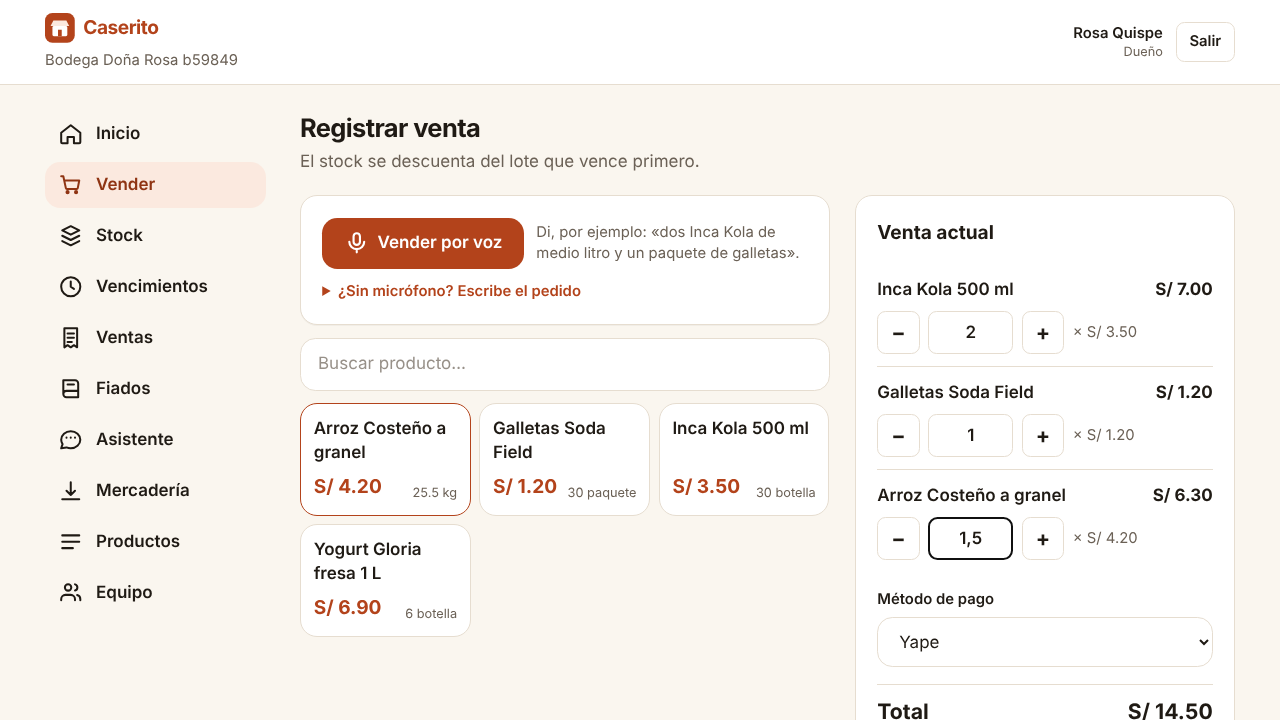 Caserito
Bodega Doña Rosa b59849
Rosa Quispe
Dueño
Salir
Inicio
Vender
Stock
Vencimientos
Ventas
Fiados
Asistente
Mercadería
Productos
Equipo
Registrar venta
El stock se descuenta del lote que vence primero.
Vender por voz
Di, por ejemplo: «dos Inca Kola de
medio litro y un paquete de galletas».
¿Sin micrófono? Escribe el pedido
Buscar producto…
Arroz Costeño a
granel
S/ 4.20
25.5 kg
Galletas Soda
Field
S/ 1.20
30 paquete
Inca Kola 500 ml
S/ 3.50
30 botella
Yogurt Gloria
fresa 1 L
S/ 6.90
6 botella
Venta actual
Inca Kola 500 ml S/ 7.00
− 2 + × S/ 3.50
Galletas Soda Field S/ 1.20
− 1 + × S/ 1.20
Arroz Costeño a granel S/ 6.30
− 1,5 + × S/ 4.20
Método de pago
Yape
Total S/ 14.50